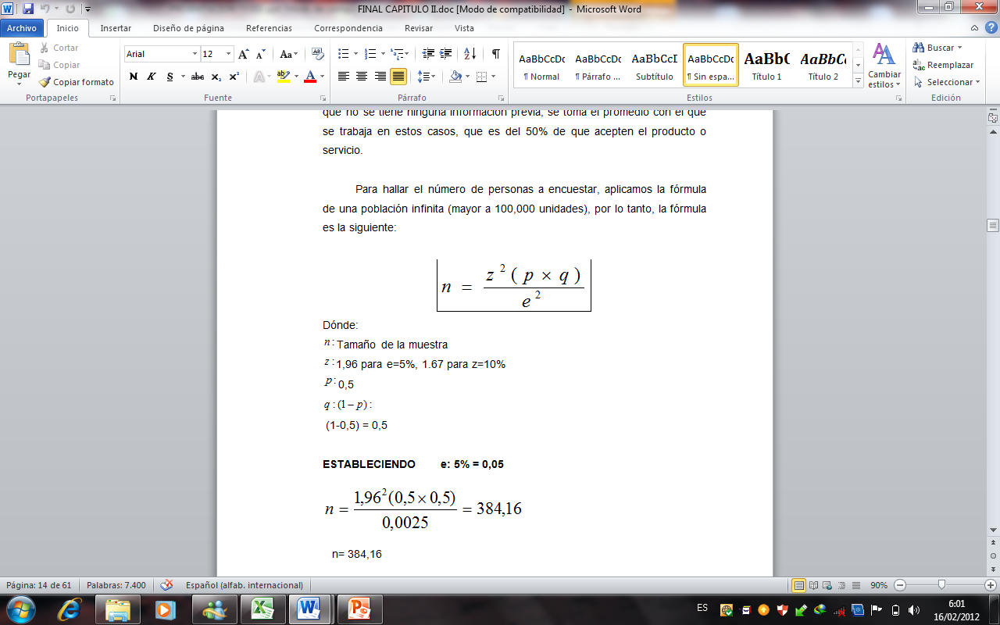 FINAL CAPITULO II.doc [Modo de compatibilidad] - Microsoft Word
Archivo Inicio Insertar Diseño de página Referencias Correspondencia Revisar Vista
Pegar
Cortar
Copiar
Copiar formato
Portapapeles
Arial 12
N K S abc x₂ x²
Fuente
Párrafo
AaBbCcDc AaBbCcDc AaBbCcI AaBbCcDc AaBbC AaBbCc
¶ Normal ¶ Párrafo ... Subtítulo ¶ Sin espa... Título 1 Título 2
Cambiar estilos
Estilos
Buscar
Reemplazar
Seleccionar
Edición
que no se tiene ninguna información previa, se toma el promedio con el que
se trabaja en estos casos, que es del 50% de que acepten el producto o
servicio.
Para hallar el número de personas a encuestar, aplicamos la fórmula
de una población infinita (mayor a 100,000 unidades), por lo tanto, la fórmula
es la siguiente:
n = z² ( p × q ) / e²
Dónde:
n : Tamaño de la muestra
z : 1,96 para e=5%, 1.67 para z=10%
p : 0,5
q : (1 – p) :
(1-0,5) = 0,5
ESTABLECIENDO e: 5% = 0,05
n = 1,96² (0,5 × 0,5) / 0,0025 = 384,16
n= 384,16
Página: 14 de 61 Palabras: 7.400 Español (alfab. internacional) 90%
ES 6:01
16/02/2012